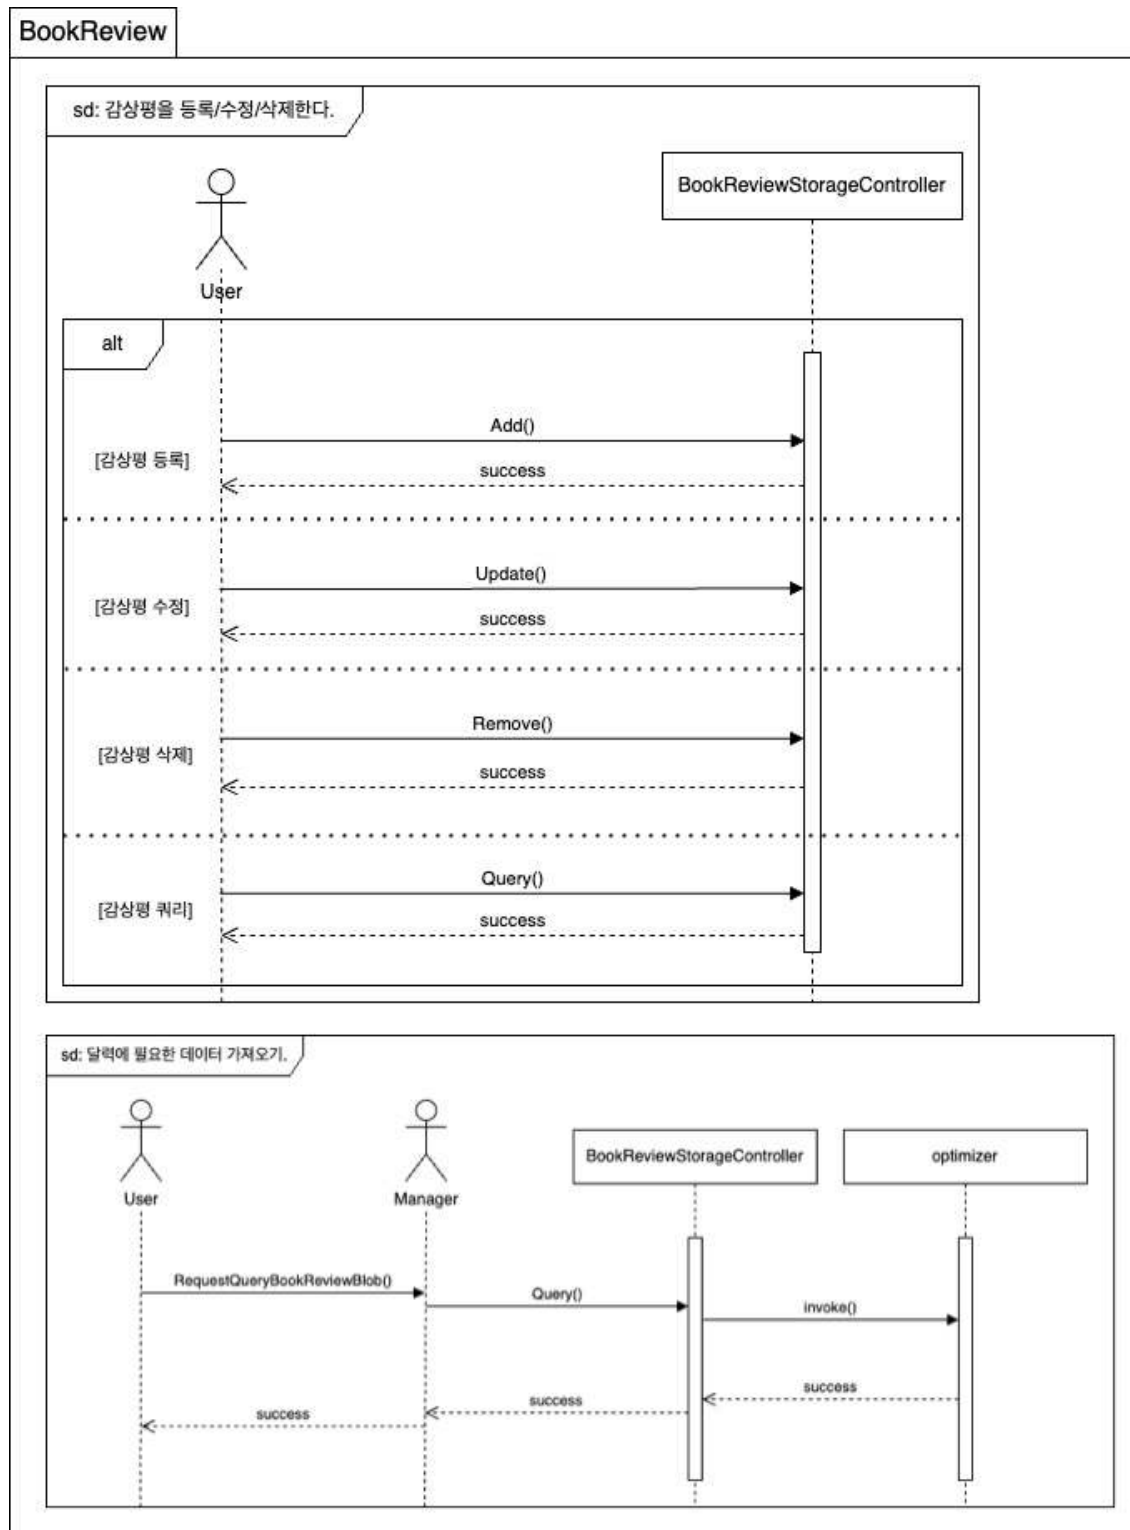 BookReview
sd: 감상평을 등록/수정/삭제한다.
User
BookReviewStorageController
alt
[감상평 등록]
Add()
success
[감상평 수정]
Update()
success
[감상평 삭제]
Remove()
success
[감상평 쿼리]
Query()
success
sd: 달력에 필요한 데이터 가져오기.
User
Manager
BookReviewStorageController
optimizer
RequestQueryBookReviewBlob()
Query()
invoke()
success
success
success